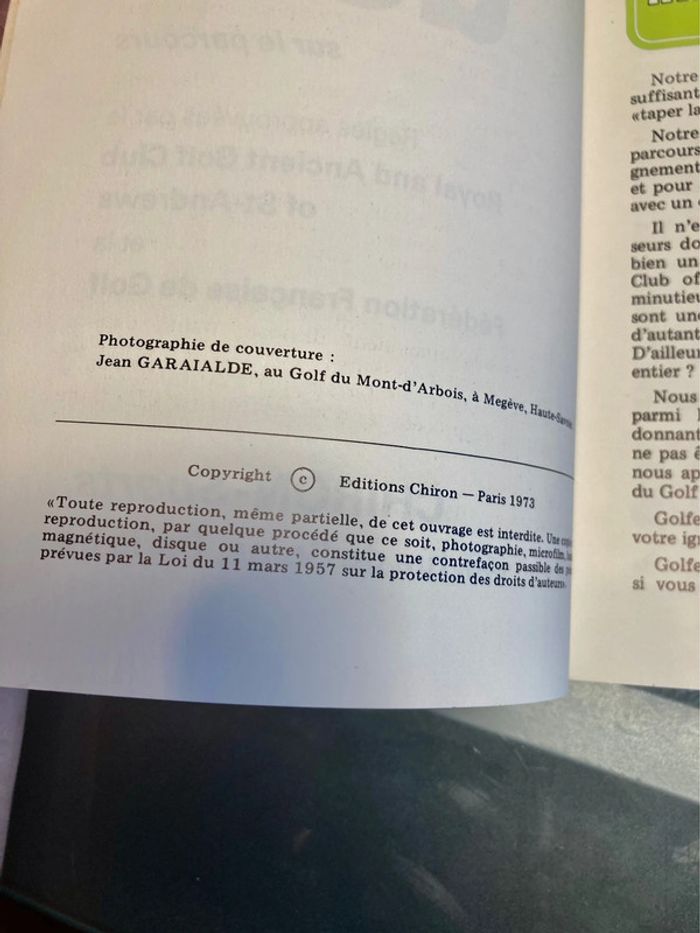 Photographie de couverture :
Jean GARAIALDE, au Golf du Mont-d'Arbois, à Megève, Haute-Savoie
Copyright © Editions Chiron — Paris 1973
«Toute reproduction, même partielle, de cet ouvrage est interdite. Une
reproduction, par quelque procédé que ce soit, photographie, microfilm,
magnétique, disque ou autre, constitue une contrefaçon passible des
prévues par la Loi du 11 mars 1957 sur la protection des droits d'auteurs».
Notre
suffisant
«taper la
Notre
parcours
gnement
et pour
avec un
Il n'e
seurs do
bien un
Club of
minutieu
sont un
d'autant
D'ailleur
entier ?
Nous
parmi
donnant
ne pas
nous ap
du Golf
Golfe
votre ign
Golfe
si vous